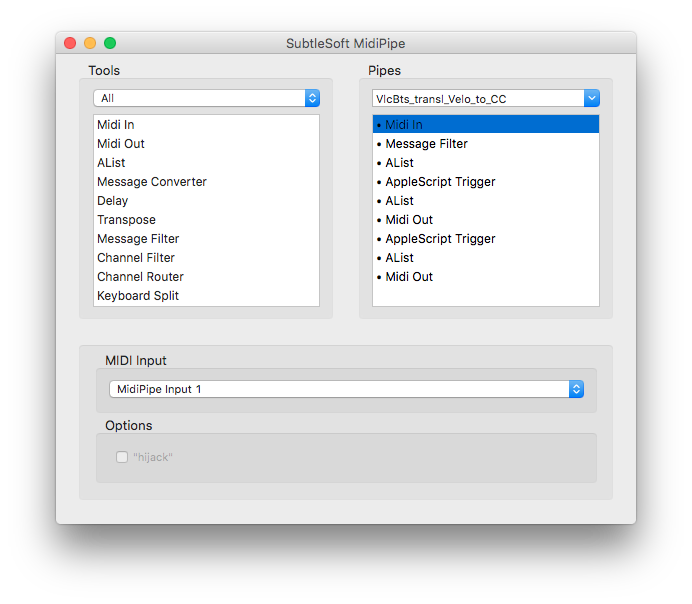 SubtleSoft MidiPipe
Tools
All
Midi In
Midi Out
AList
Message Converter
Delay
Transpose
Message Filter
Channel Filter
Channel Router
Keyboard Split
Pipes
VlcBts_transl_Velo_to_CC
• Midi In
• Message Filter
• AList
• AppleScript Trigger
• AList
• Midi Out
• AppleScript Trigger
• AList
• Midi Out
MIDI Input
MidiPipe Input 1
Options
"hijack"